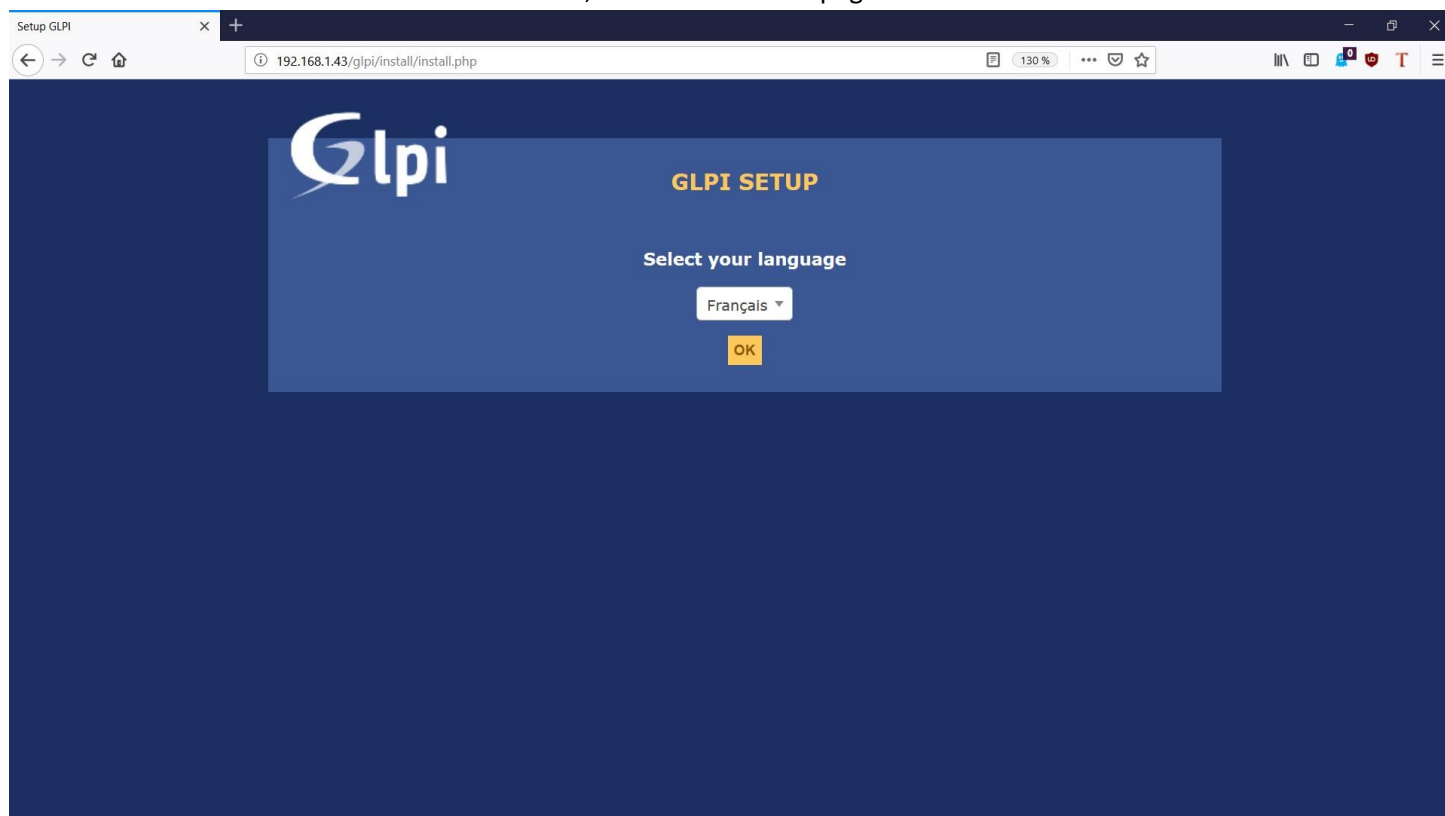 Setup GLPI
192.168.1.43/glpi/install/install.php
130 %
0
T
Glpi
GLPI SETUP
Select your language
Français
OK